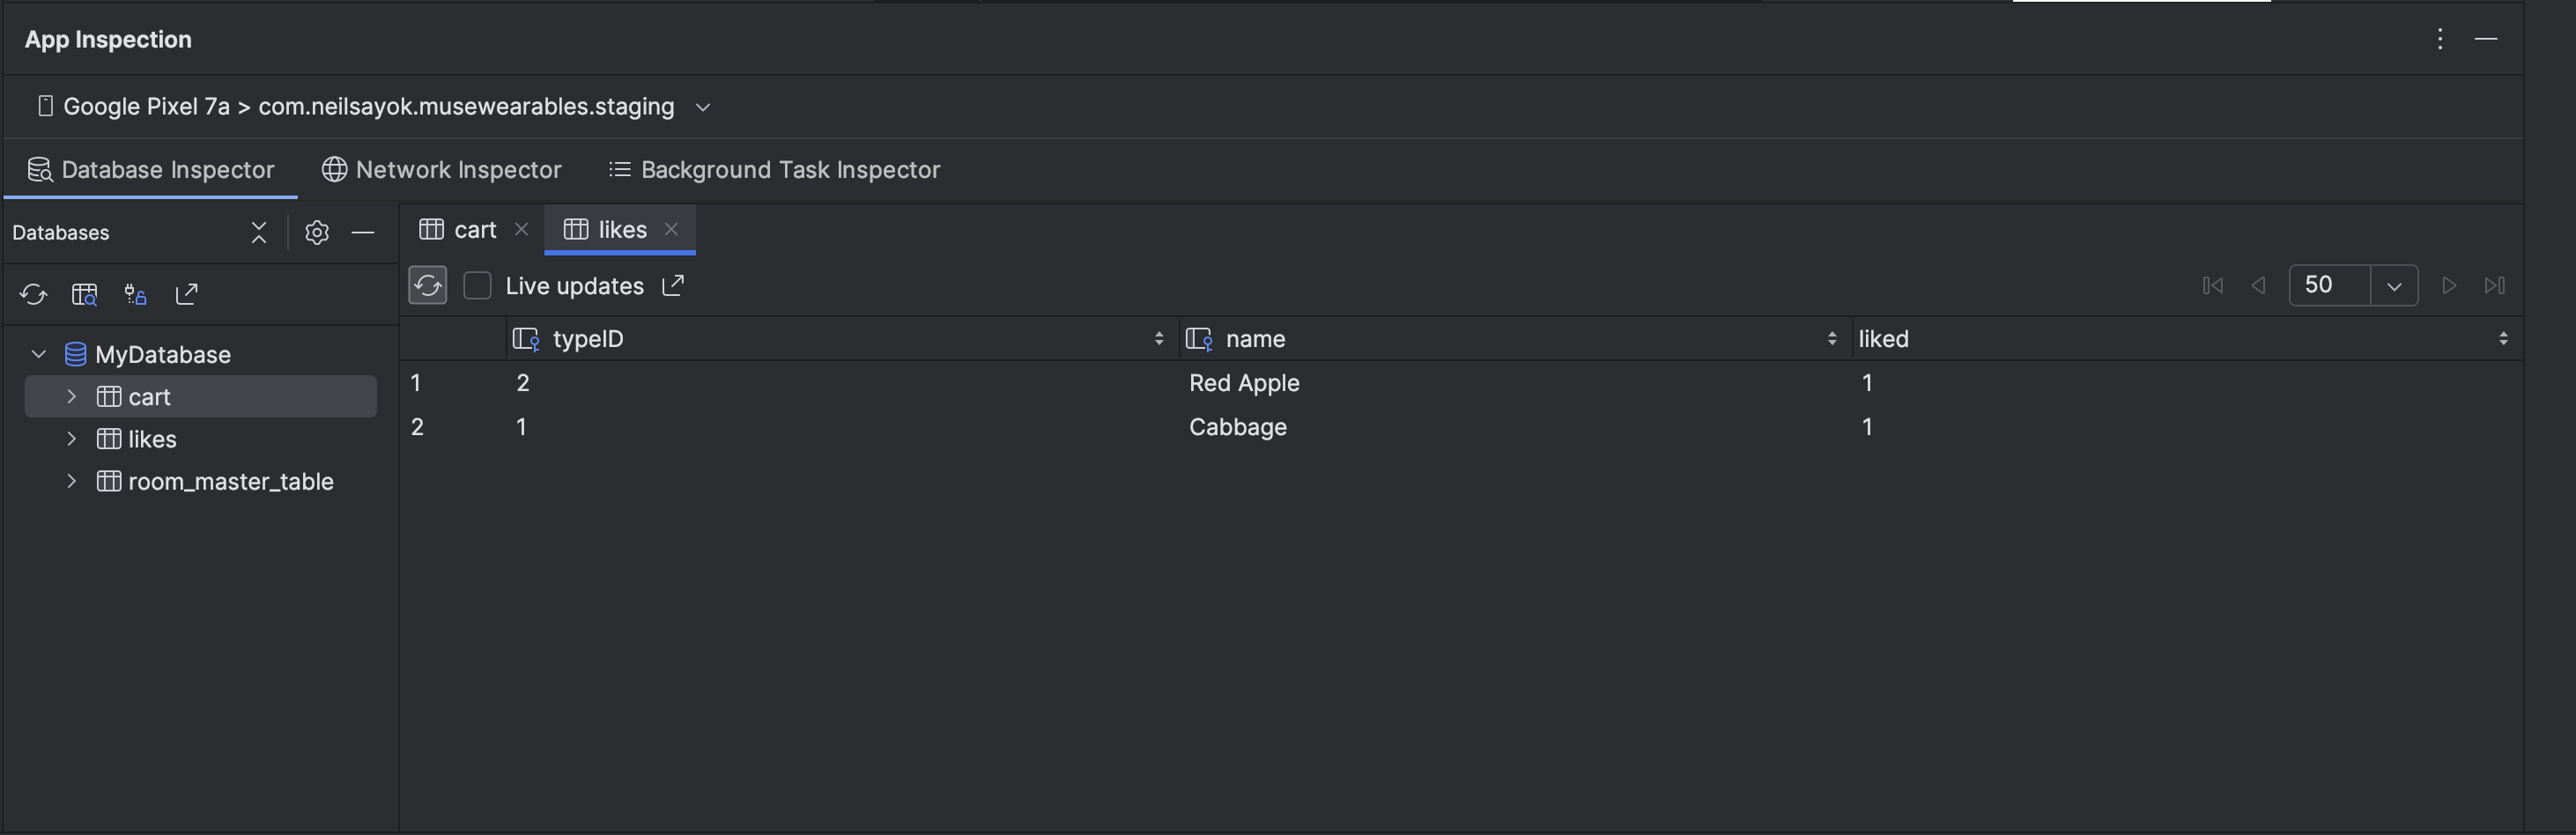 App Inspection
Google Pixel 7a > com.neilsayok.musewearables.staging
Database Inspector Network Inspector Background Task Inspector
Databases
cart likes
Live updates 50
MyDatabase
cart
likes
room_master_table
typeID name liked
1 2 Red Apple 1
2 1 Cabbage 1